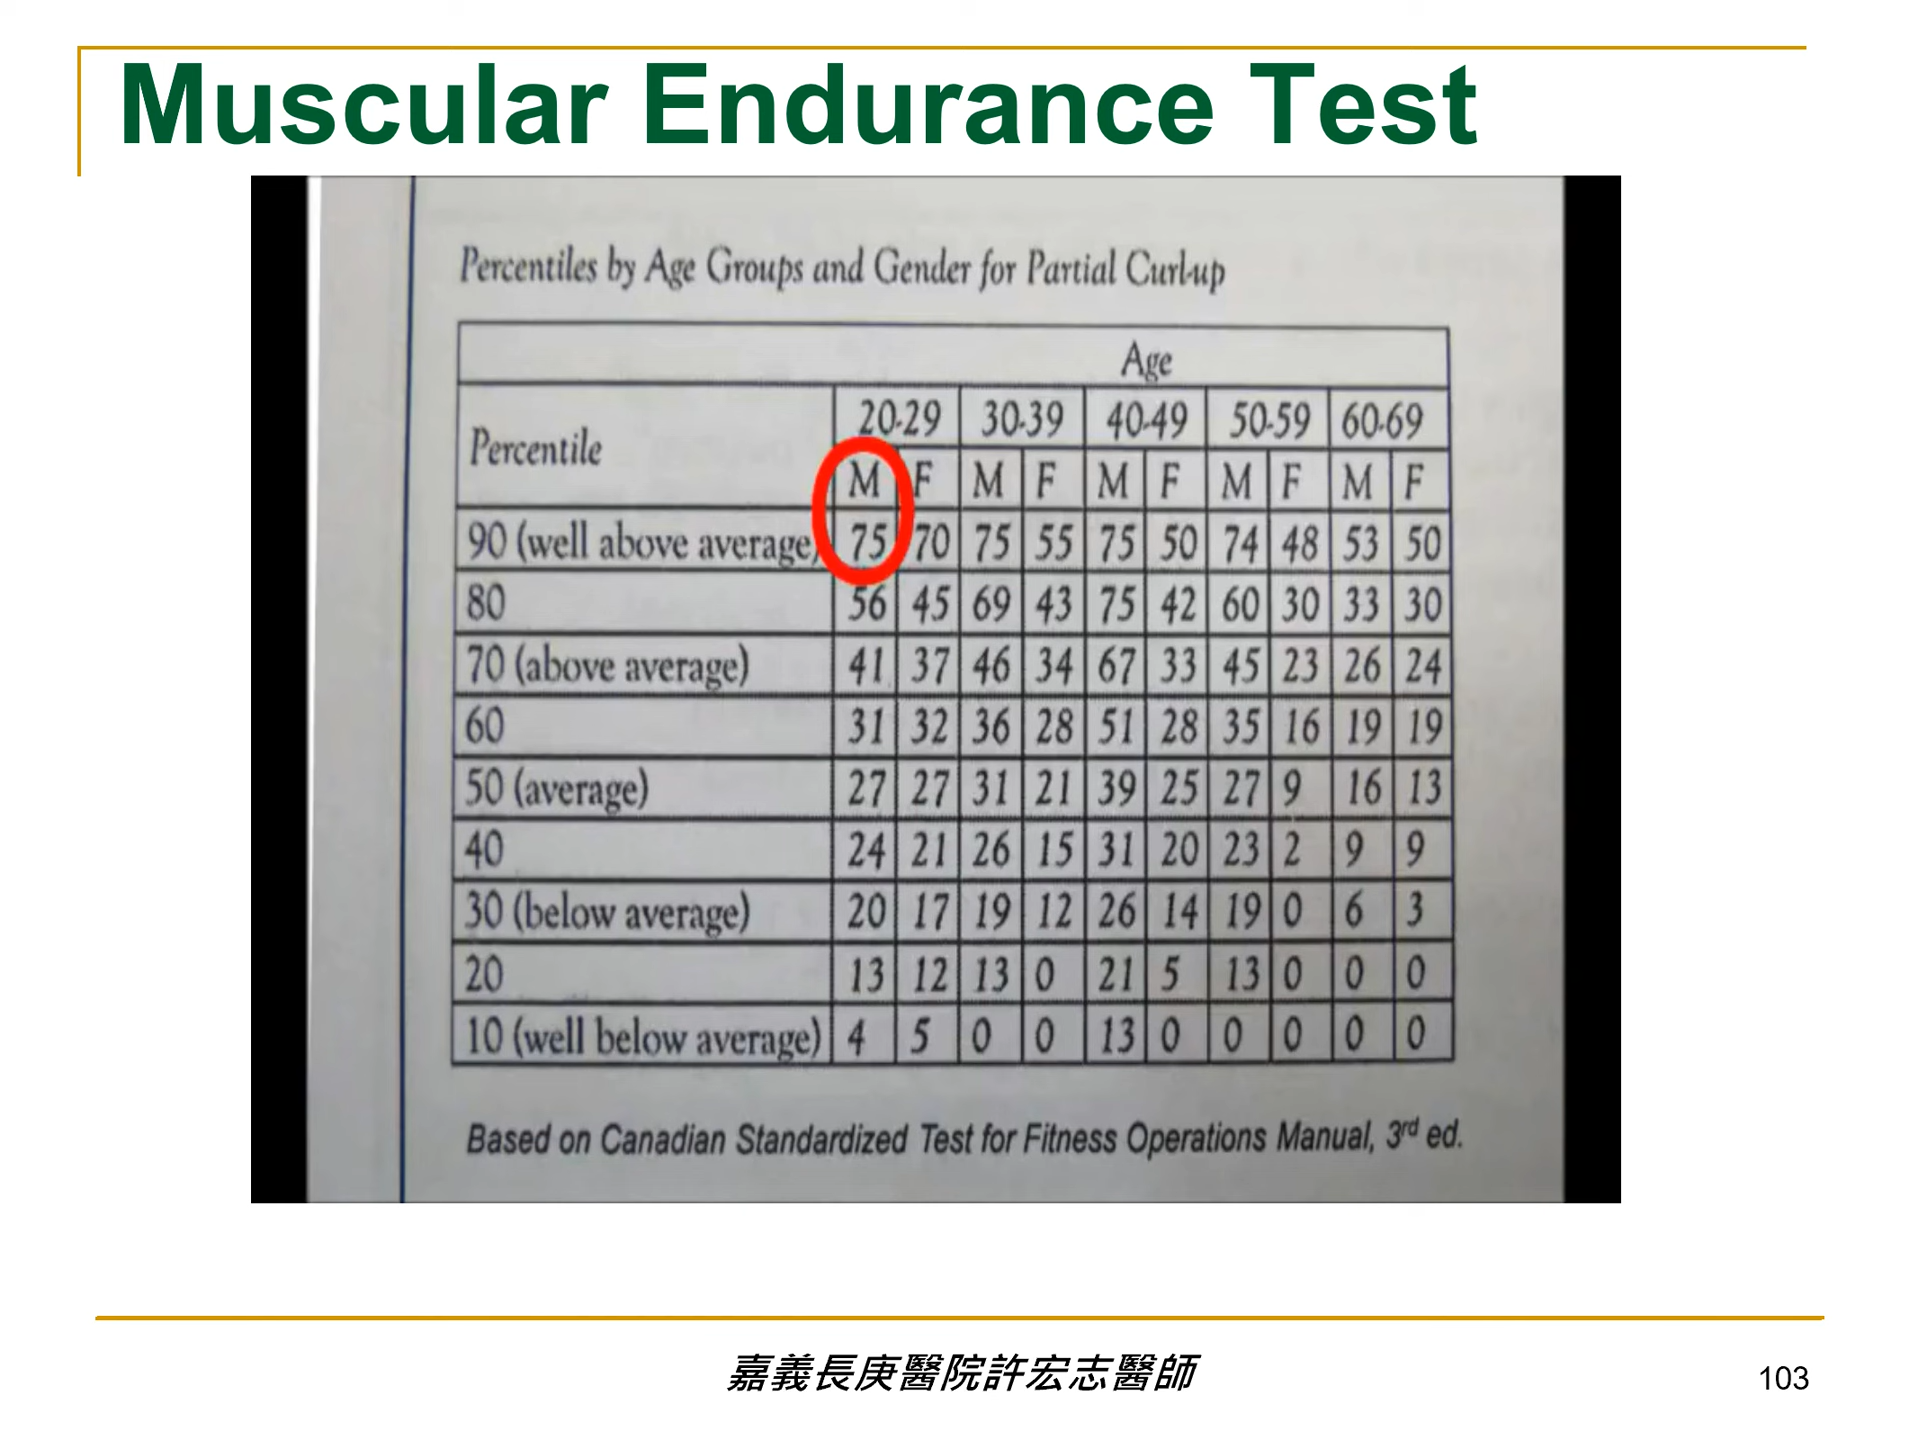 Muscular Endurance Test
Percentiles by Age Groups and Gender for Partial Curl-up
Age
Percentile 20-29 30-39 40-49 50-59 60-69
M F M F M F M F M F
90 (well above average) 75 70 75 55 75 50 74 48 53 50
80 56 45 69 43 75 42 60 30 33 30
70 (above average) 41 37 46 34 67 33 45 23 26 24
60 31 32 36 28 51 28 35 16 19 19
50 (average) 27 27 31 21 39 25 27 9 16 13
40 24 21 26 15 31 20 23 2 9 9
30 (below average) 20 17 19 12 26 14 19 0 6 3
20 13 12 13 0 21 5 13 0 0 0
10 (well below average) 4 5 0 0 13 0 0 0 0 0
Based on Canadian Standardized Test for Fitness Operations Manual, 3rd ed.
嘉義長庚醫院許宏志醫師
103